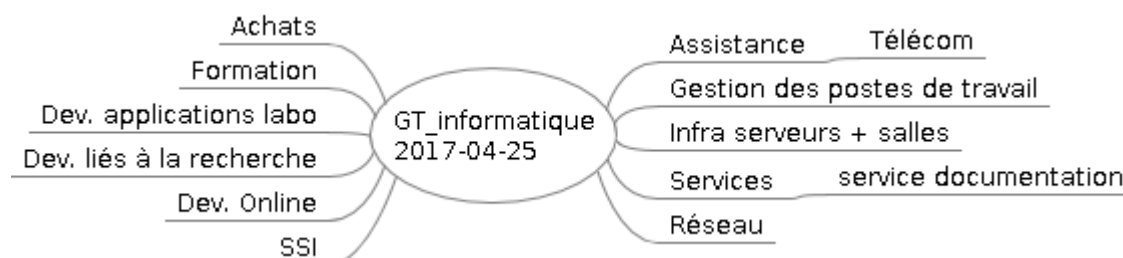 GT_informatique
2017-04-25
Achats
Formation
Dev. applications labo
Dev. liés à la recherche
Dev. Online
SSI
Assistance
Télécom
Gestion des postes de travail
Infra serveurs + salles
Services
service documentation
Réseau